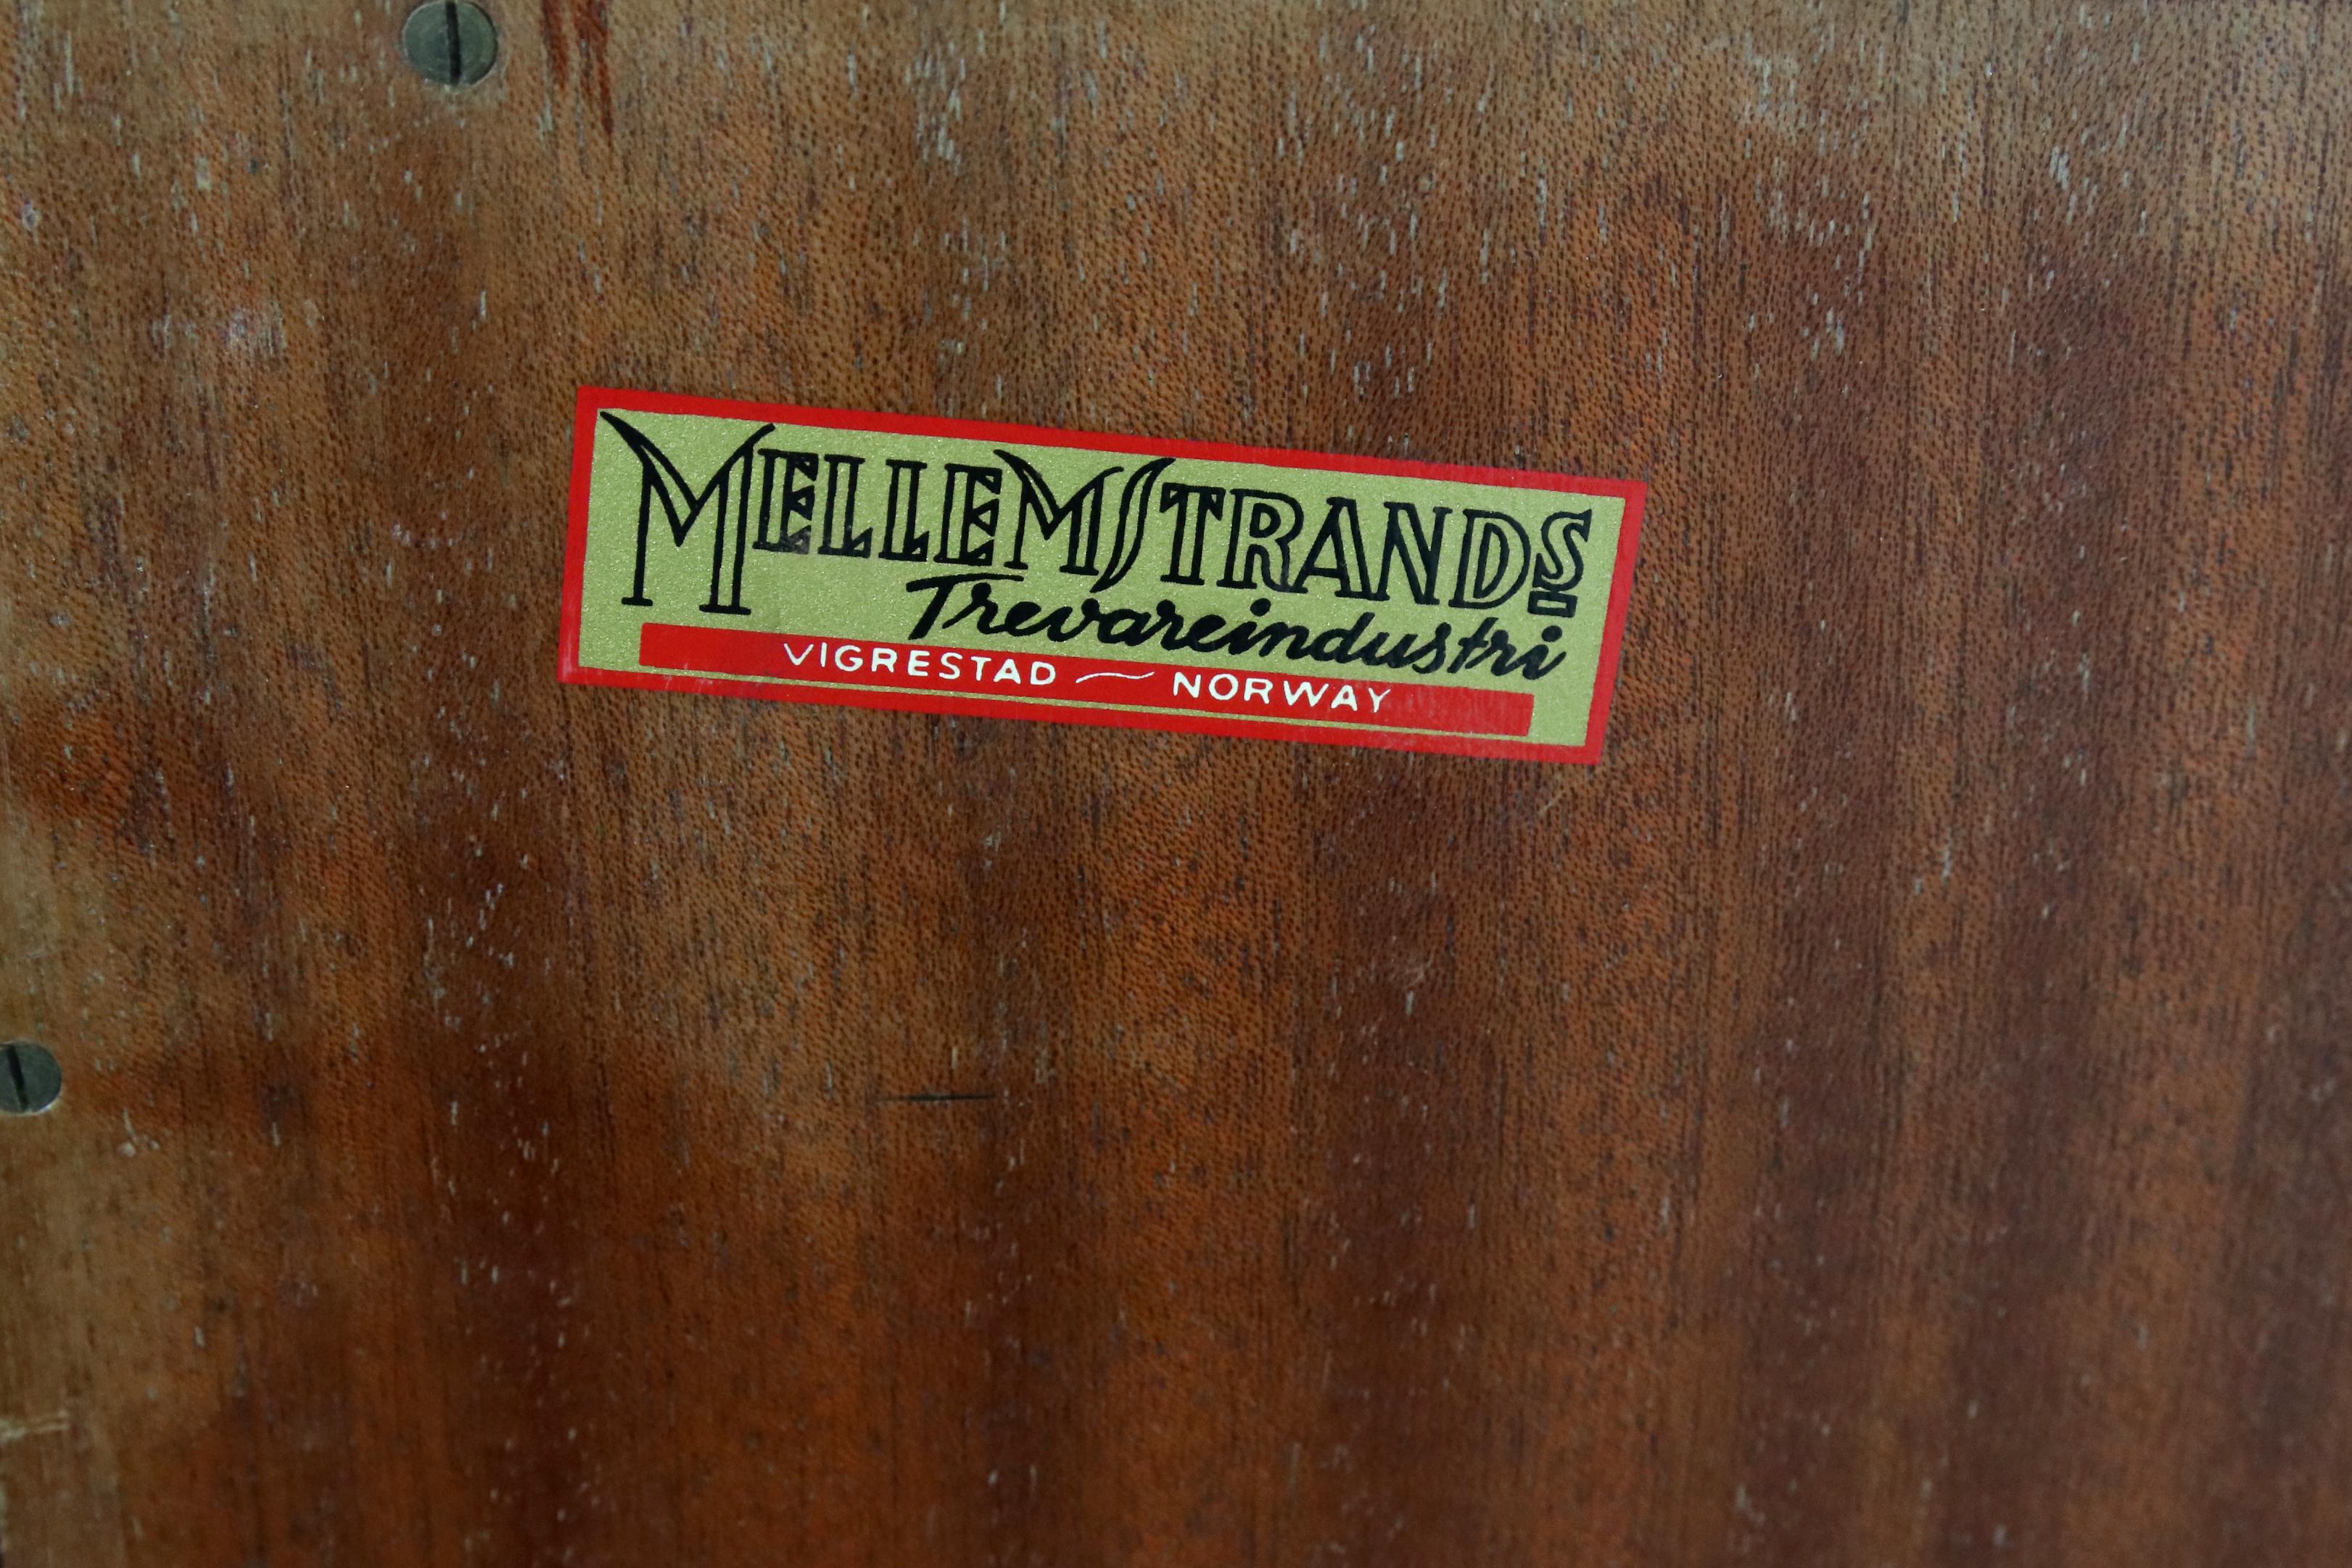 MELLEMSTRANDS
Trevareindustri
VIGRESTAD ~ NORWAY